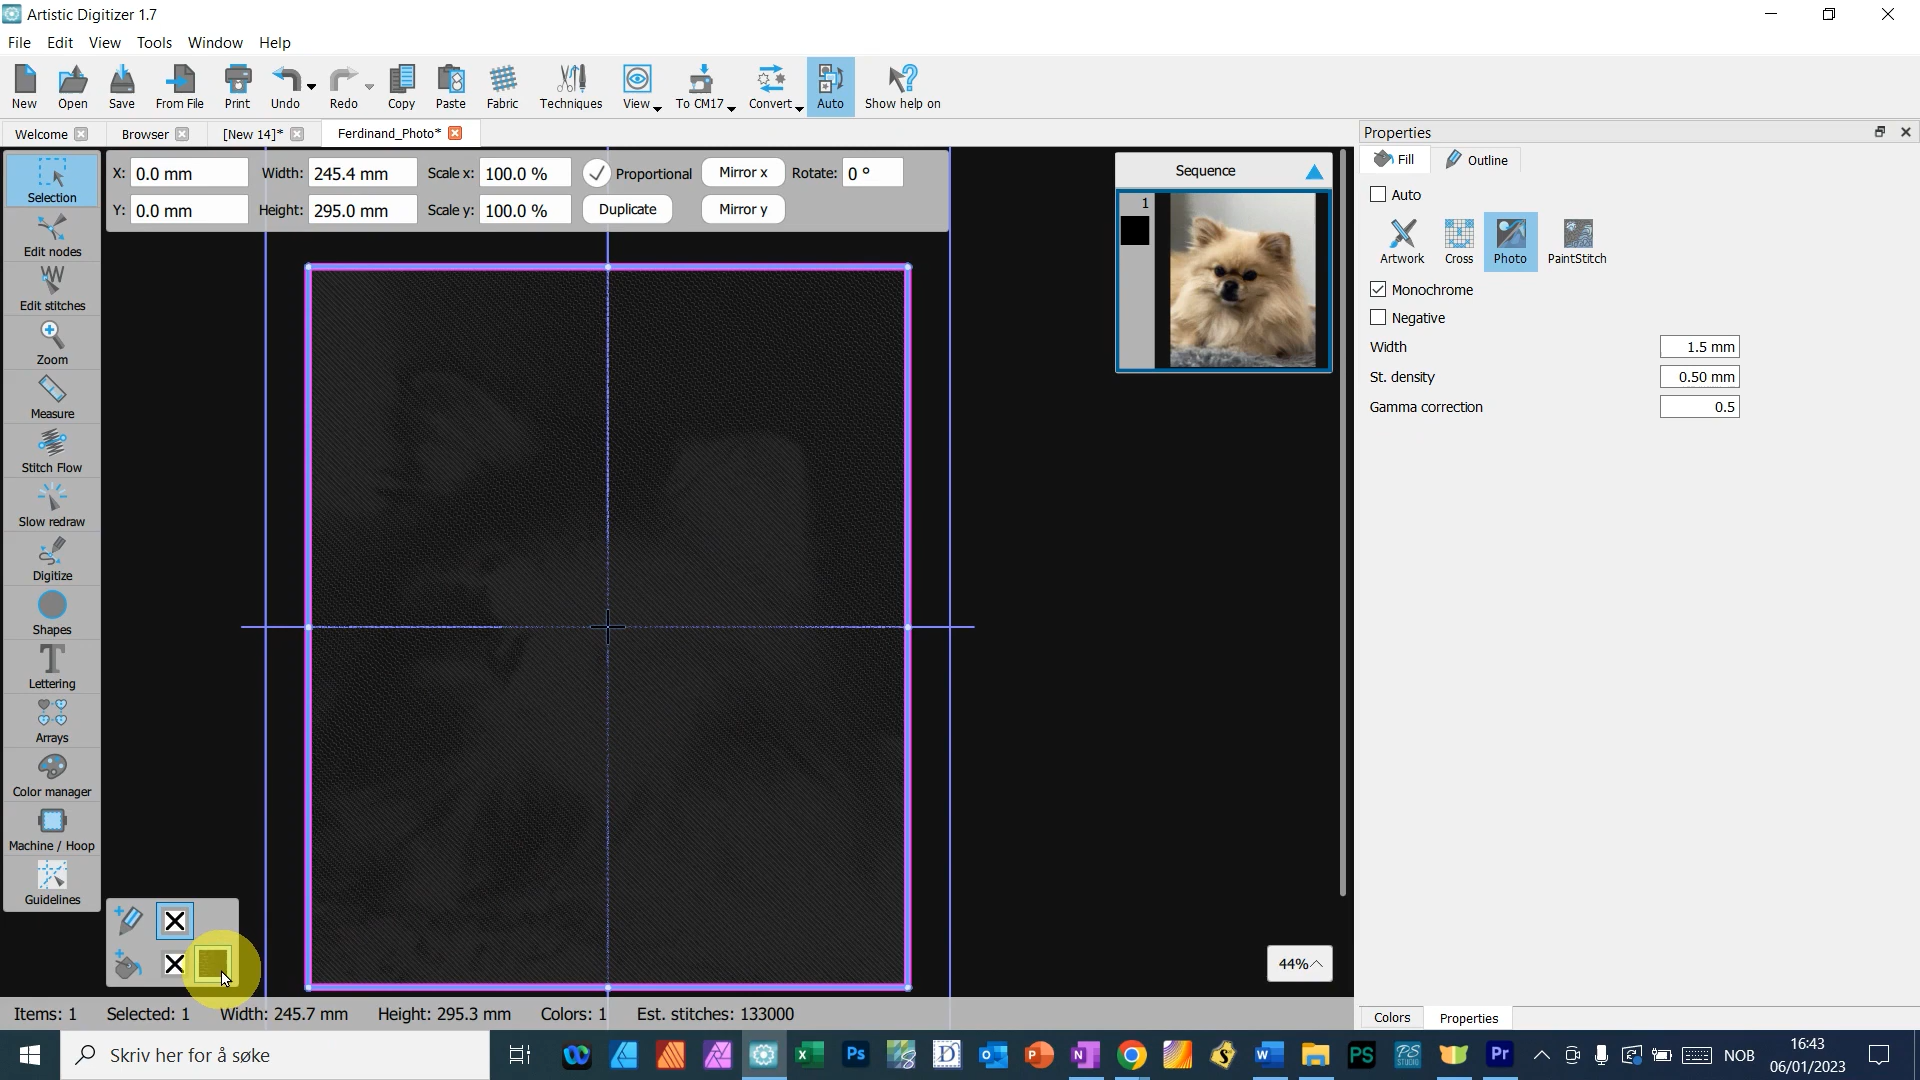 Artistic Digitizer 1.7
File Edit View Tools Window Help
New Open Save From File Print Undo Redo Copy Paste Fabric Techniques View To CM17 Convert Auto Show help on
Welcome Browser [New 14]* Ferdinand_Photo* Properties
Fill Outline
X: 0.0 mm Width: 245.4 mm Scale x: 100.0 % Proportional Mirror x Rotate: 0 °
Y: 0.0 mm Height: 295.0 mm Scale y: 100.0 % Duplicate Mirror y
Sequence
1
Auto
Artwork Cross Photo PaintStitch
Monochrome
Negative
Width 1.5 mm
St. density 0.50 mm
Gamma correction 0.5
Selection
Edit nodes
Edit stitches
Zoom
Measure
Stitch Flow
Slow redraw
Digitize
Shapes
Lettering
Arrays
Color manager
Machine / Hoop
Guidelines
44%
Items: 1 Selected: 1 Width: 245.7 mm Height: 295.3 mm Colors: 1 Est. stitches: 133000
Colors Properties
Skriv her for å søke
Ps
PS
PS
STUDIO
Pr
NOB
16:43
06/01/2023